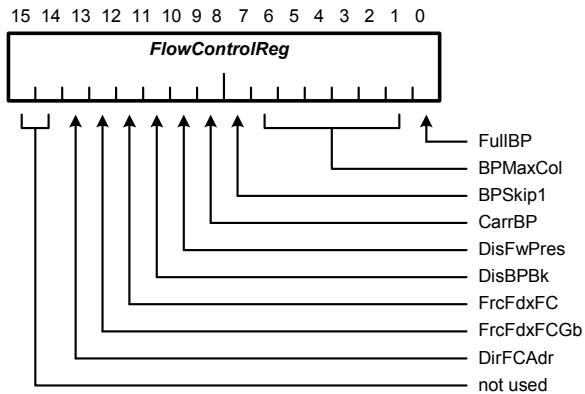 15 14 13 12 11 10 9 8 7 6 5 4 3 2 1 0
FlowControlReg
FullBP
BPMaxCol
BPSkip1
CarrBP
DisFwPres
DisBPBk
FrcFdxFC
FrcFdxFCGb
DirFCAdr
not used